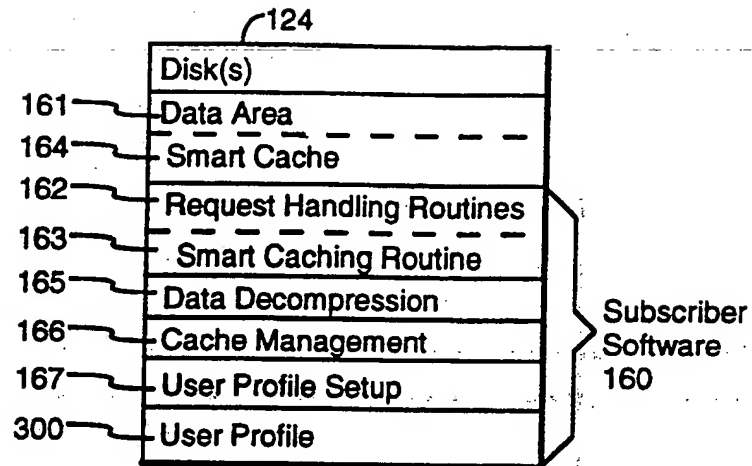 124
Disk(s)
161 Data Area
164 Smart Cache
162 Request Handling Routines
163 Smart Caching Routine
165 Data Decompression
166 Cache Management
167 User Profile Setup
300 User Profile
Subscriber
Software
160